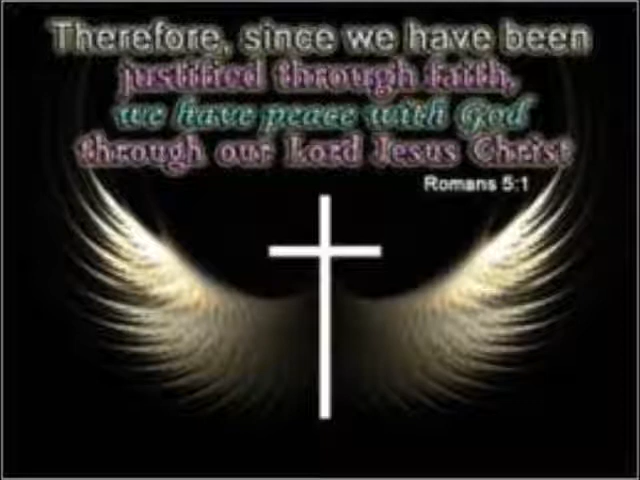 Therefore, since we have been
justified through faith,
we have peace with God
through our Lord Jesus Christ
Romans 5:1